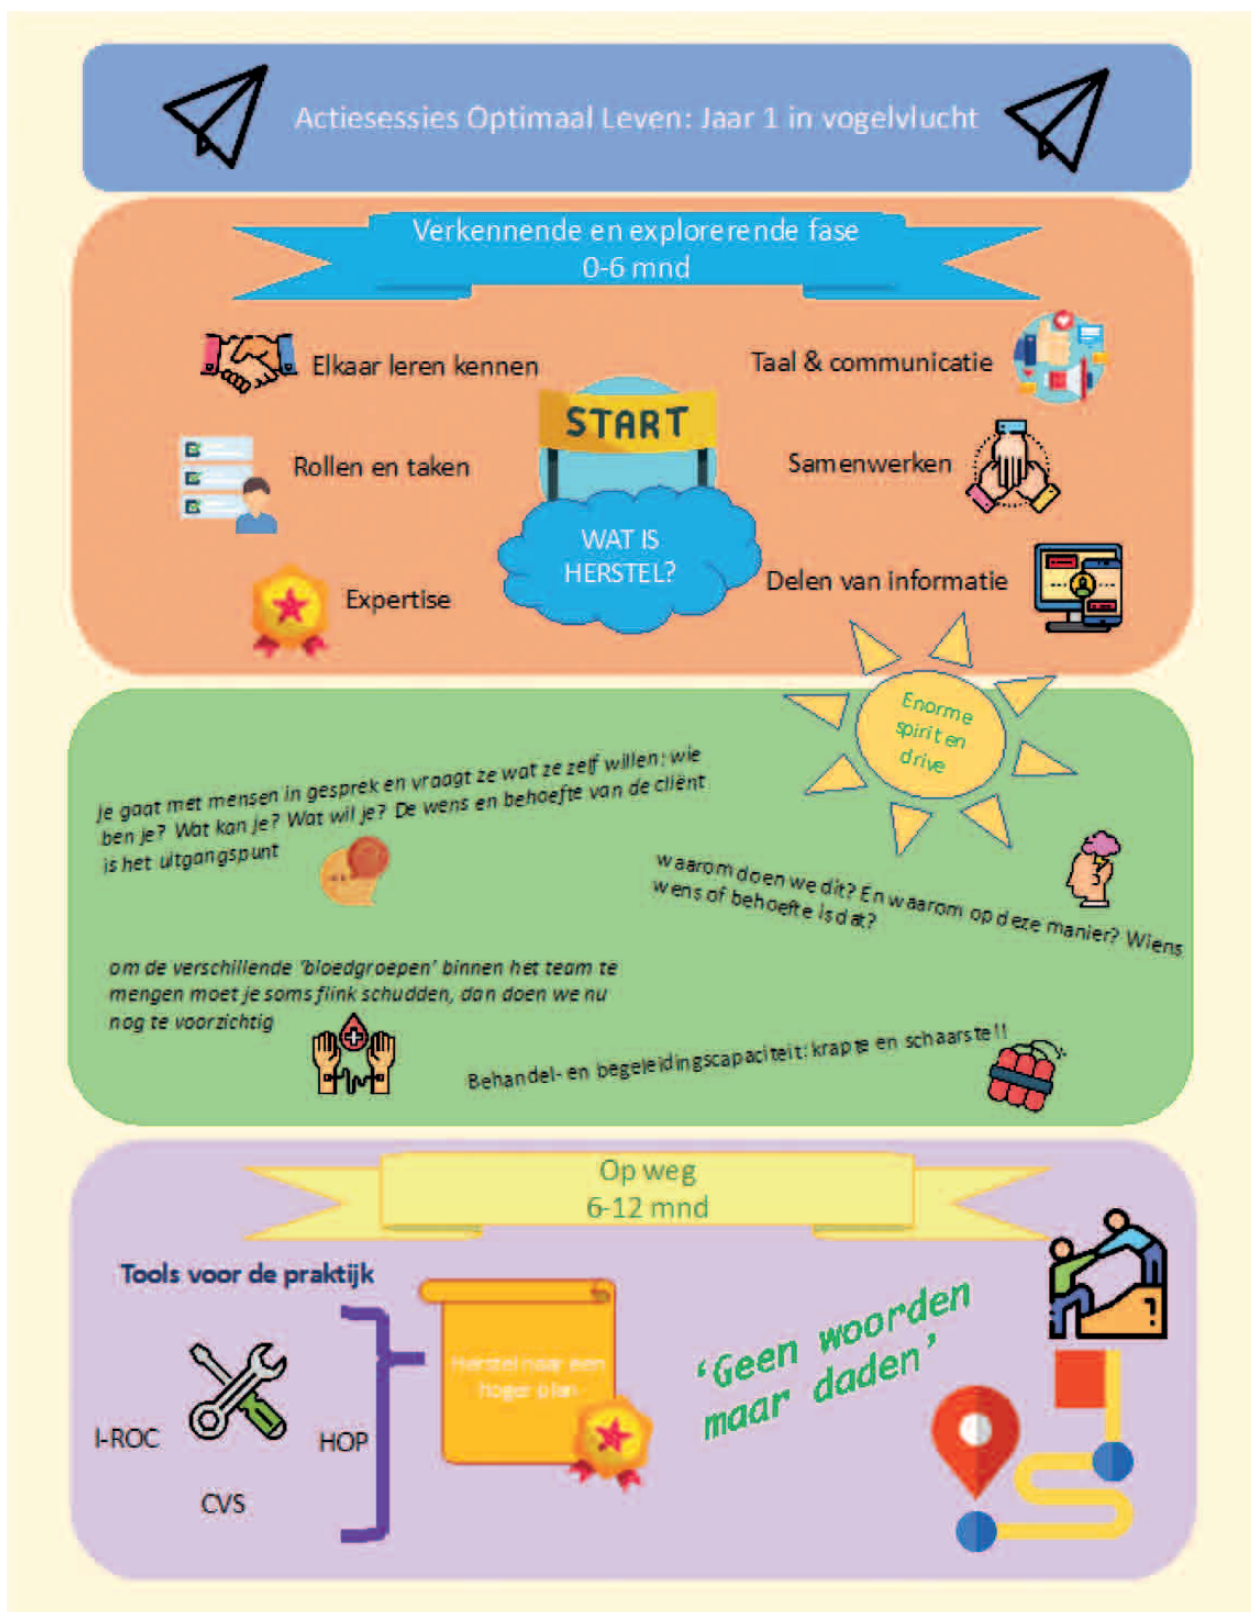 Actiesessies Optimaal Leven: Jaar 1 in vogelvlucht
Verkennende en explorerende fase
0-6 mnd
Elkaar leren kennen
Taal & communicatie
START
Rollen en taken
Samenwerken
WAT IS
HERSTEL?
Expertise
Delen van informatie
Enorme
spirit en
drive
Je gaat met mensen in gesprek en vraagt ze wat ze zelf willen: wie
ben je? Wat kan je? Wat wil je? De wens en behoefte van de cliënt
is het uitgangspunt
waarom doen we dit? En waarom op deze manier? Wiens
wens of behoefte is dat?
om de verschillende 'bloedgroepen' binnen het team te
mengen moet je soms flink schudden, dan doen we nu
nog te voorzichtig
Behandel- en begeleidingscapaciteit: krapte en schaarste!!
Op weg
6-12 mnd
Tools voor de praktijk
Herstel naar een
hoger plan
'Geen woorden
maar daden'
I-ROC
HOP
CVS